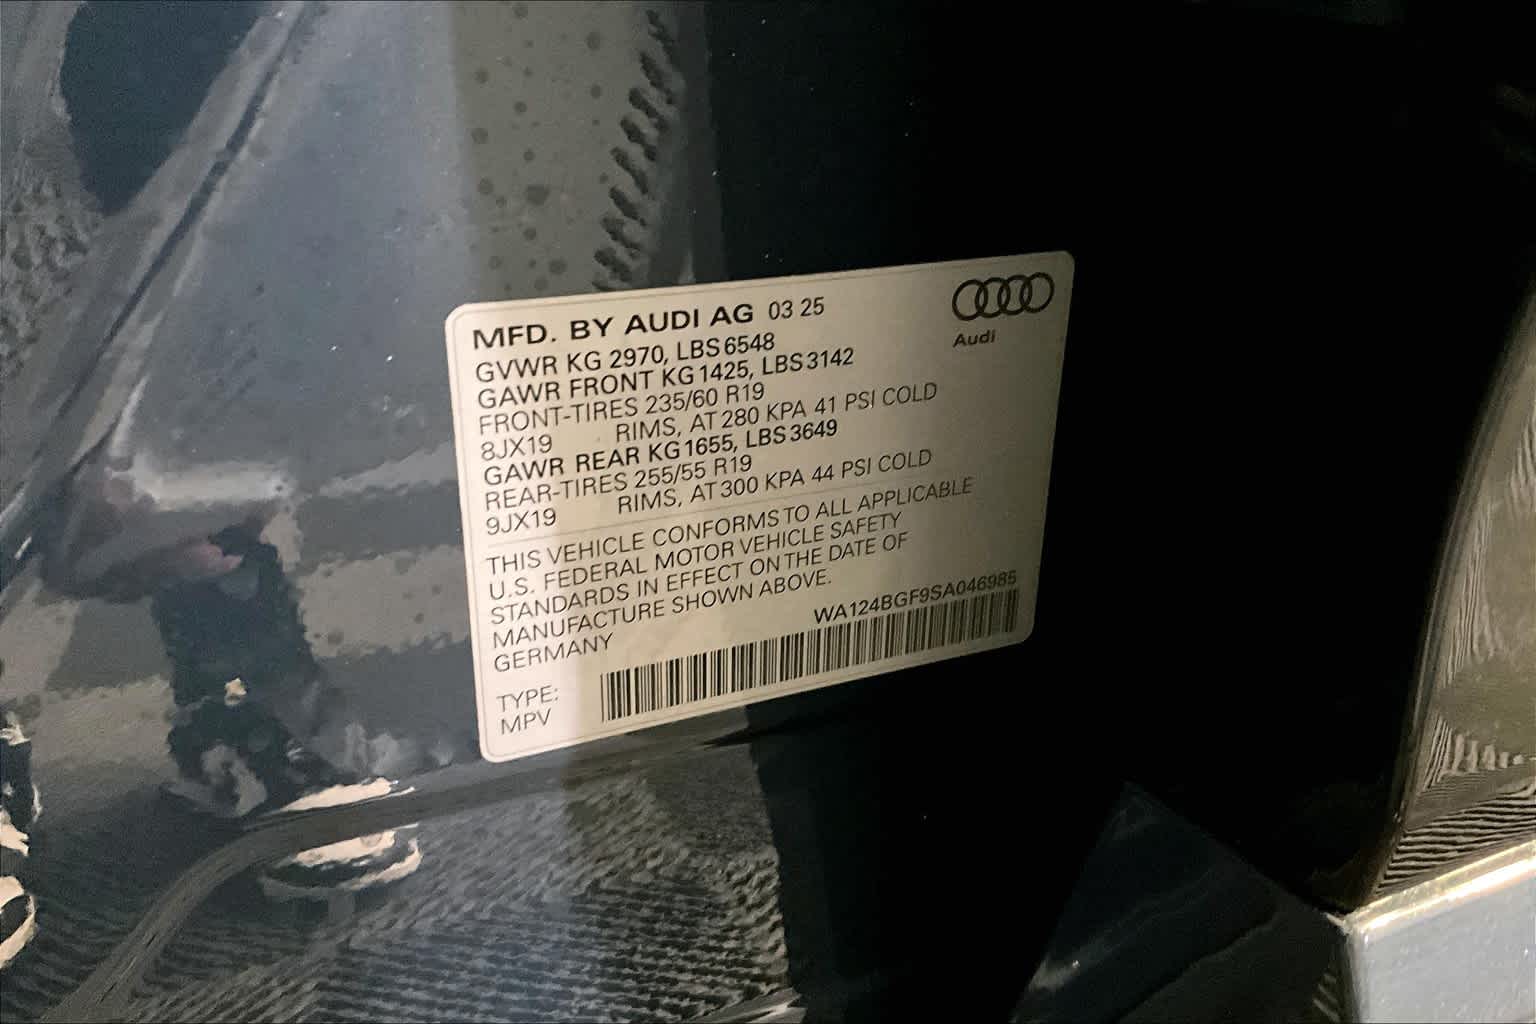 MFD. BY AUDI AG 03 25
Audi
GVWR KG 2970, LBS 6548
GAWR FRONT KG 1425, LBS 3142
FRONT-TIRES 235/60 R19
8JX19 RIMS, AT 280 KPA 41 PSI COLD
GAWR REAR KG 1655, LBS 3649
REAR-TIRES 255/55 R19
9JX19 RIMS, AT 300 KPA 44 PSI COLD
THIS VEHICLE CONFORMS TO ALL APPLICABLE
U.S. FEDERAL MOTOR VEHICLE SAFETY
STANDARDS IN EFFECT ON THE DATE OF
MANUFACTURE SHOWN ABOVE.
GERMANY
WA124BGF9SA046985
TYPE:
MPV